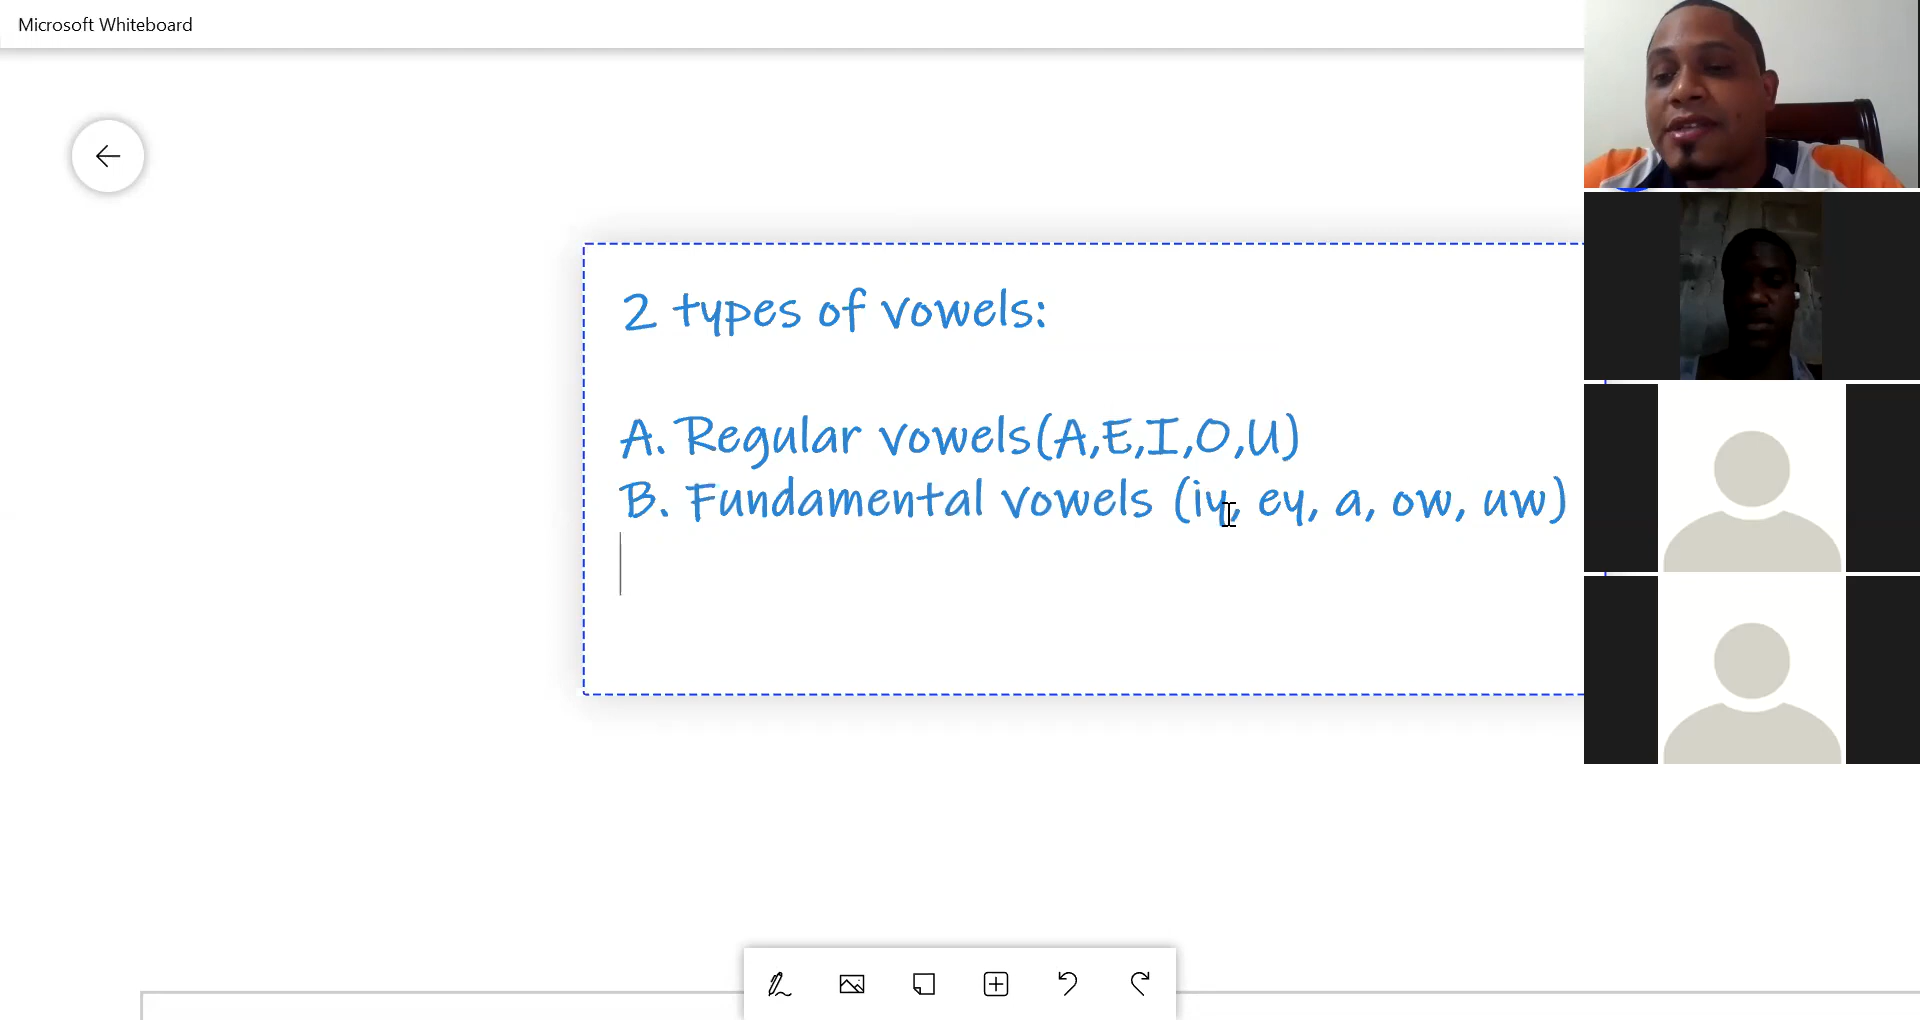 Microsoft Whiteboard
2 types of vowels:
A. Regular vowels(A,E,I,O,U)
B. Fundamental vowels (iy, ey, a, ow, uw)